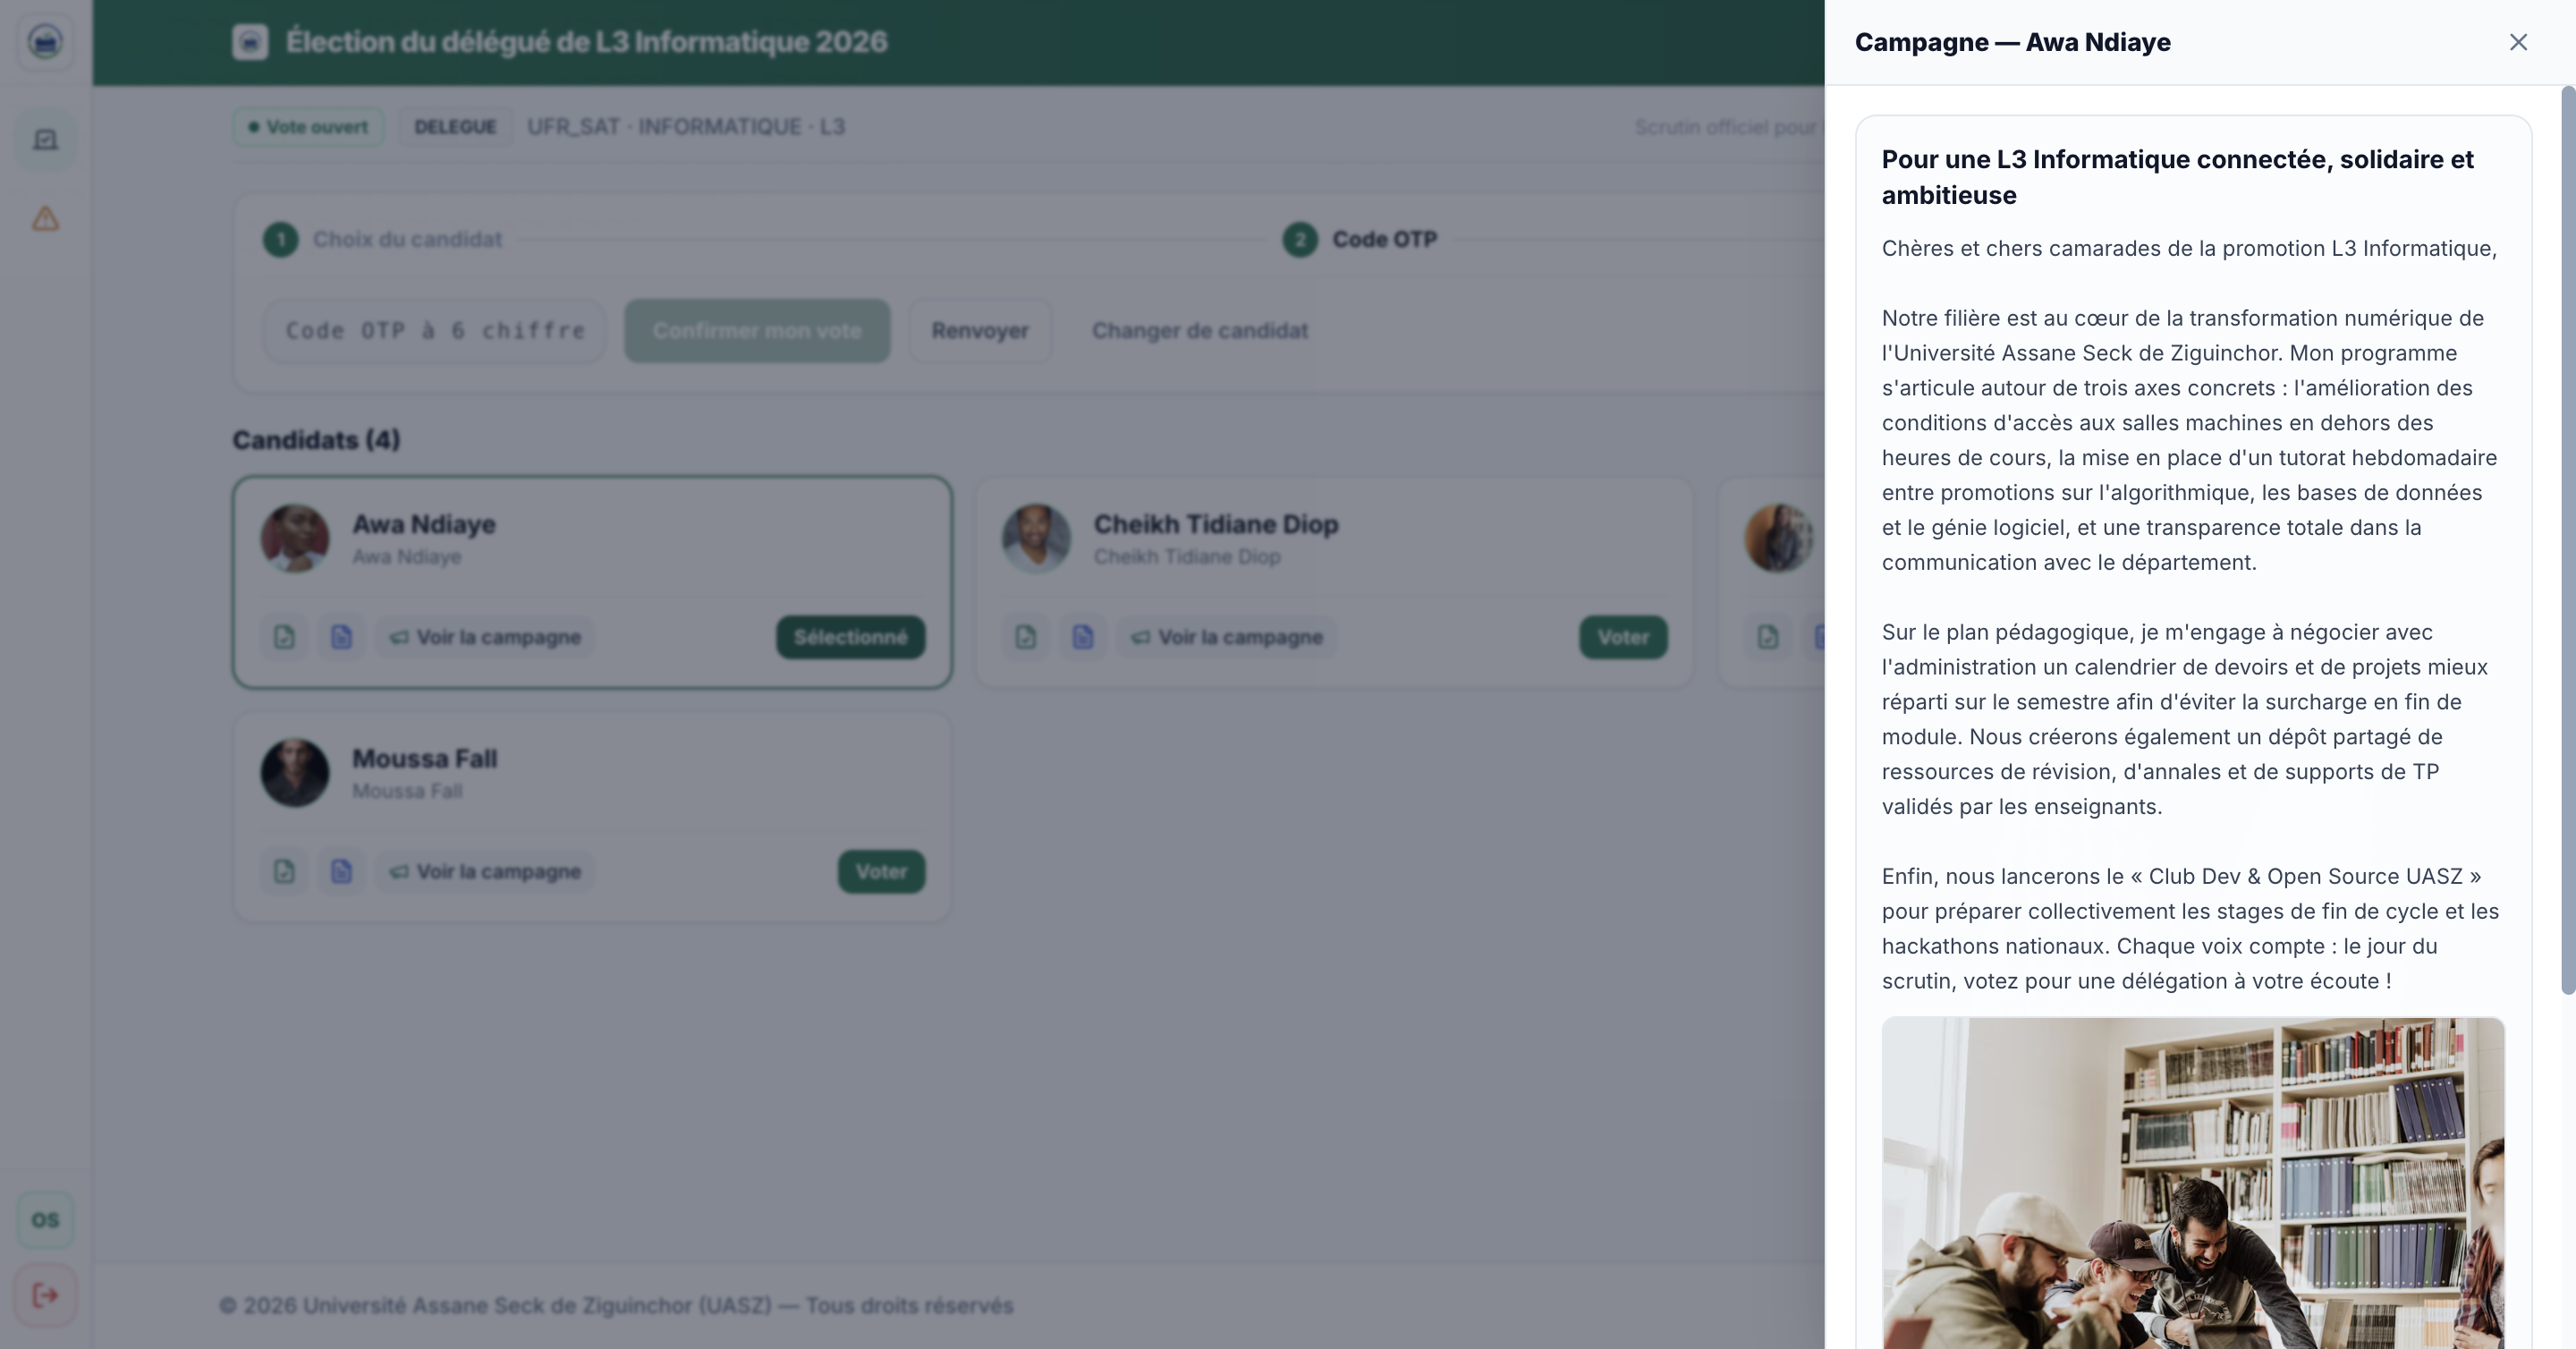 Élection du délégué de L3 Informatique 2026
Vote ouvert
DELEGUE
UFR_SAT · INFORMATIQUE · L3
Scrutin officiel pour
1 Choix du candidat
2 Code OTP
Code OTP à 6 chiffre
Confirmer mon vote
Renvoyer
Changer de candidat
Candidats (4)
Awa Ndiaye
Awa Ndiaye
Voir la campagne
Sélectionné
Cheikh Tidiane Diop
Cheikh Tidiane Diop
Voir la campagne
Voter
Moussa Fall
Moussa Fall
Voir la campagne
Voter
OS
© 2026 Université Assane Seck de Ziguinchor (UASZ) — Tous droits réservés
Campagne — Awa Ndiaye
Pour une L3 Informatique connectée, solidaire et
ambitieuse
Chères et chers camarades de la promotion L3 Informatique,
Notre filière est au cœur de la transformation numérique de
l'Université Assane Seck de Ziguinchor. Mon programme
s'articule autour de trois axes concrets : l'amélioration des
conditions d'accès aux salles machines en dehors des
heures de cours, la mise en place d'un tutorat hebdomadaire
entre promotions sur l'algorithmique, les bases de données
et le génie logiciel, et une transparence totale dans la
communication avec le département.
Sur le plan pédagogique, je m'engage à négocier avec
l'administration un calendrier de devoirs et de projets mieux
réparti sur le semestre afin d'éviter la surcharge en fin de
module. Nous créerons également un dépôt partagé de
ressources de révision, d'annales et de supports de TP
validés par les enseignants.
Enfin, nous lancerons le « Club Dev & Open Source UASZ »
pour préparer collectivement les stages de fin de cycle et les
hackathons nationaux. Chaque voix compte : le jour du
scrutin, votez pour une délégation à votre écoute !